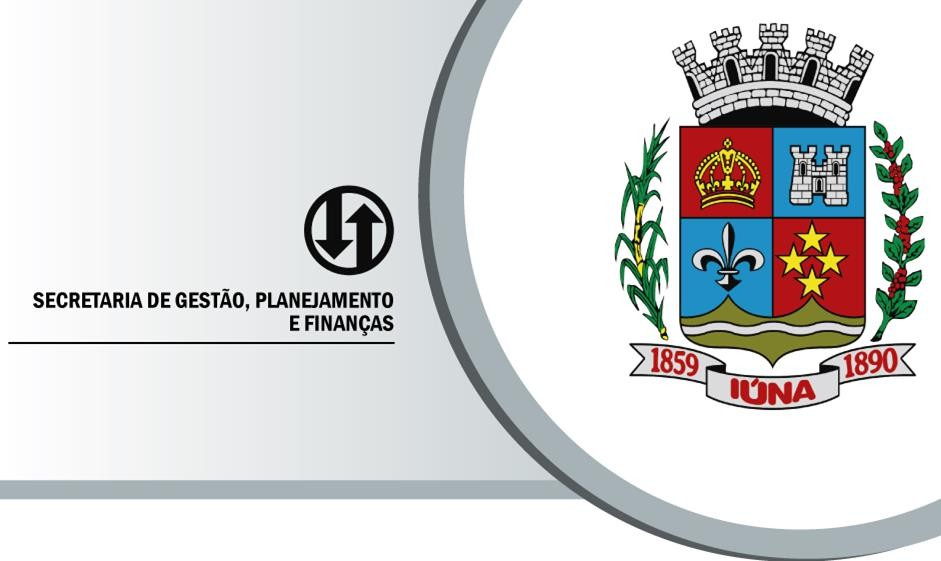 SECRETARIA DE GESTÃO, PLANEJAMENTO
E FINANÇAS
1859
IÚNA
1890